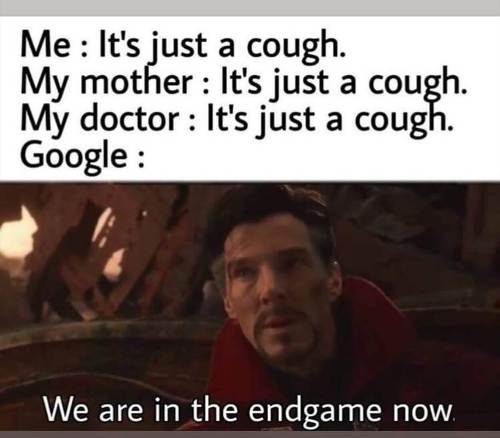 Me : It's just a cough.
My mother : It's just a cough.
My doctor : It's just a cough.
Google :
We are in the endgame now.